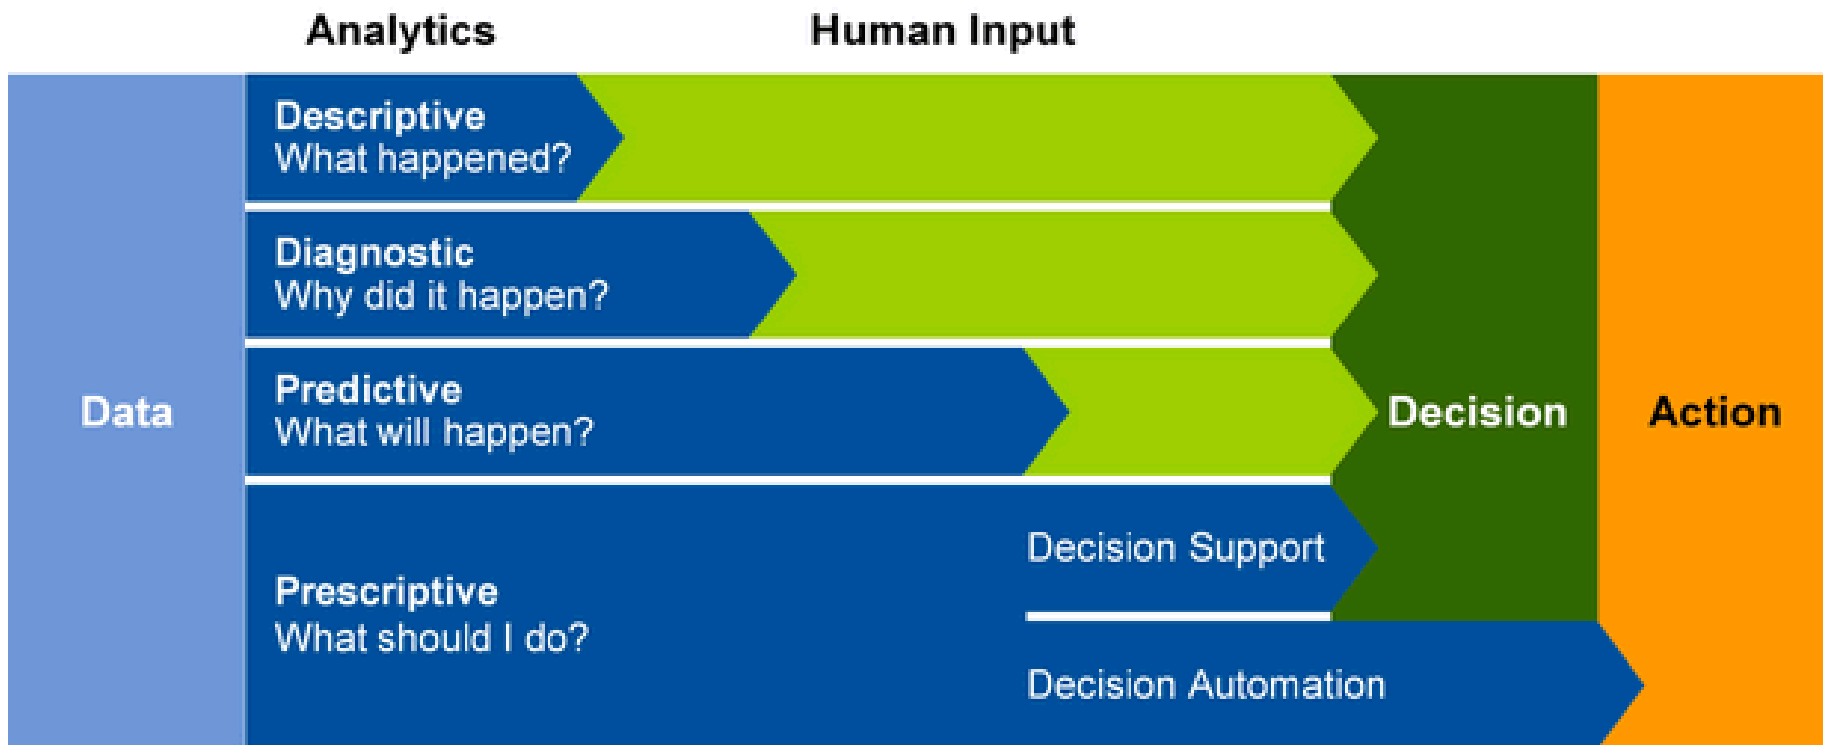 Analytics
Human Input
Descriptive
What happened?
Diagnostic
Why did it happen?
Predictive
What will happen?
Data
Decision
Action
Prescriptive
What should I do?
Decision Support
Decision Automation